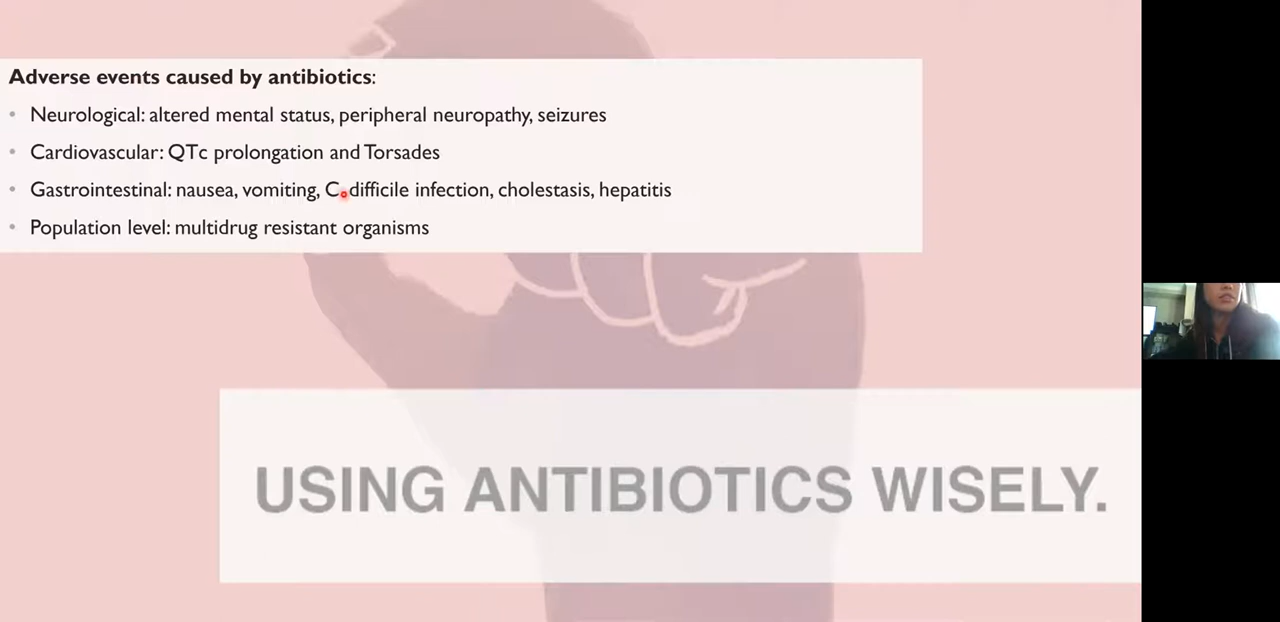 Adverse events caused by antibiotics:
• Neurological: altered mental status, peripheral neuropathy, seizures
• Cardiovascular: QTc prolongation and Torsades
• Gastrointestinal: nausea, vomiting, C difficile infection, cholestasis, hepatitis
• Population level: multidrug resistant organisms
USING ANTIBIOTICS WISELY.